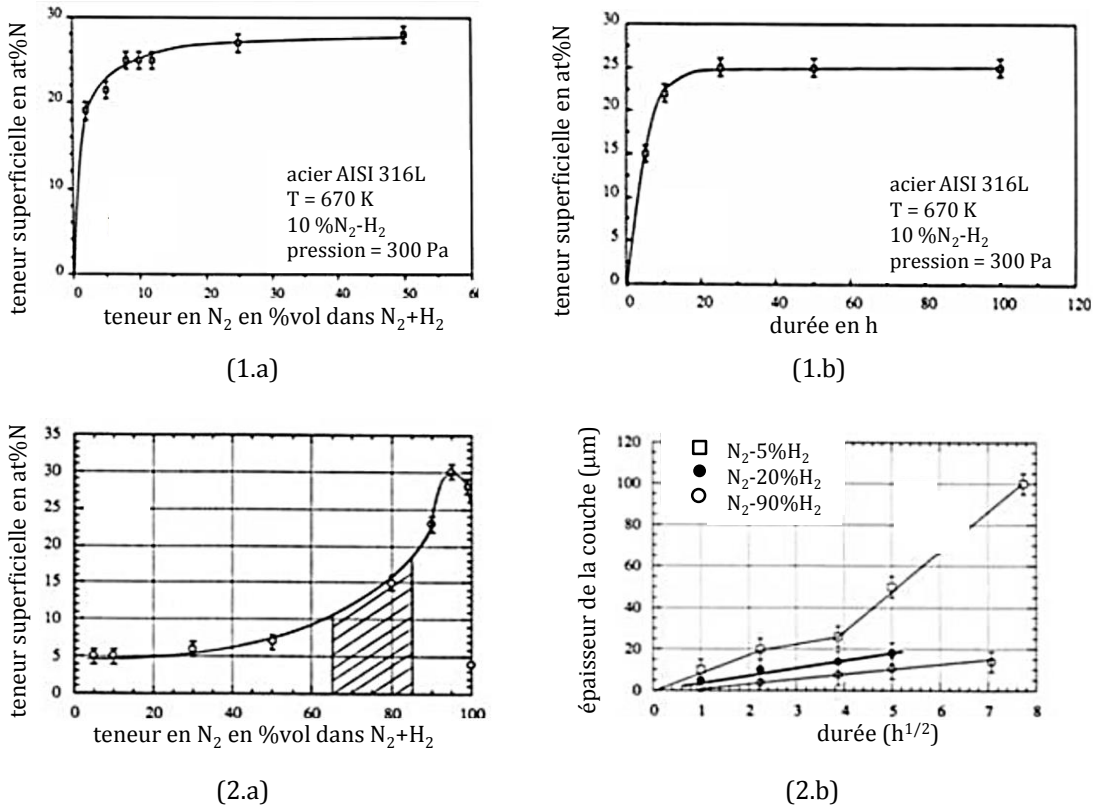 teneur superficielle en at%N
30
20
10
0
acier AISI 316L
T = 670 K
10 %N₂-H₂
pression = 300 Pa
0 10 20 30 40 50 60
teneur en N₂ en %vol dans N₂+H₂
(1.a)
teneur superficielle en at%N
30
25
20
15
10
5
0
acier AISI 316L
T = 670 K
10 %N₂-H₂
pression = 300 Pa
0 20 40 60 80 100 120
durée en h
(1.b)
teneur superficielle en at%N
35
30
25
20
15
10
5
0
0 20 40 60 80 100
teneur en N₂ en %vol dans N₂+H₂
(2.a)
épaisseur de la couche (µm)
120
100
80
60
40
20
0
N₂-5%H₂
N₂-20%H₂
N₂-90%H₂
0 1 2 3 4 5 6 7 8
durée (h¹/²)
(2.b)